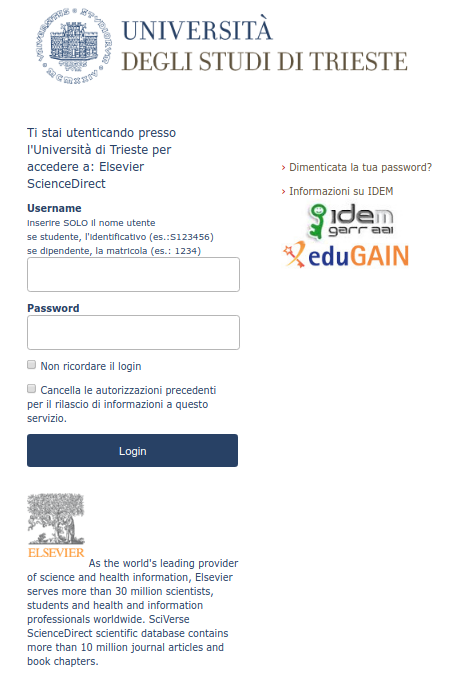 UNIVERSITÀ
DEGLI STUDI DI TRIESTE
Ti stai utenticando presso
l'Università di Trieste per
accedere a: Elsevier
ScienceDirect
Username
inserire SOLO il nome utente
se studente, l'identificativo (es.:S123456)
se dipendente, la matricola (es.: 1234)
Password
Non ricordare il login
Cancella le autorizzazioni precedenti
per il rilascio di informazioni a questo
servizio.
Login
› Dimenticata la tua password?
› Informazioni su IDEM
idem
garr aai
eduGAIN
ELSEVIER
As the world's leading provider
of science and health information, Elsevier
serves more than 30 million scientists,
students and health and information
professionals worldwide. SciVerse
ScienceDirect scientific database contains
more than 10 million journal articles and
book chapters.